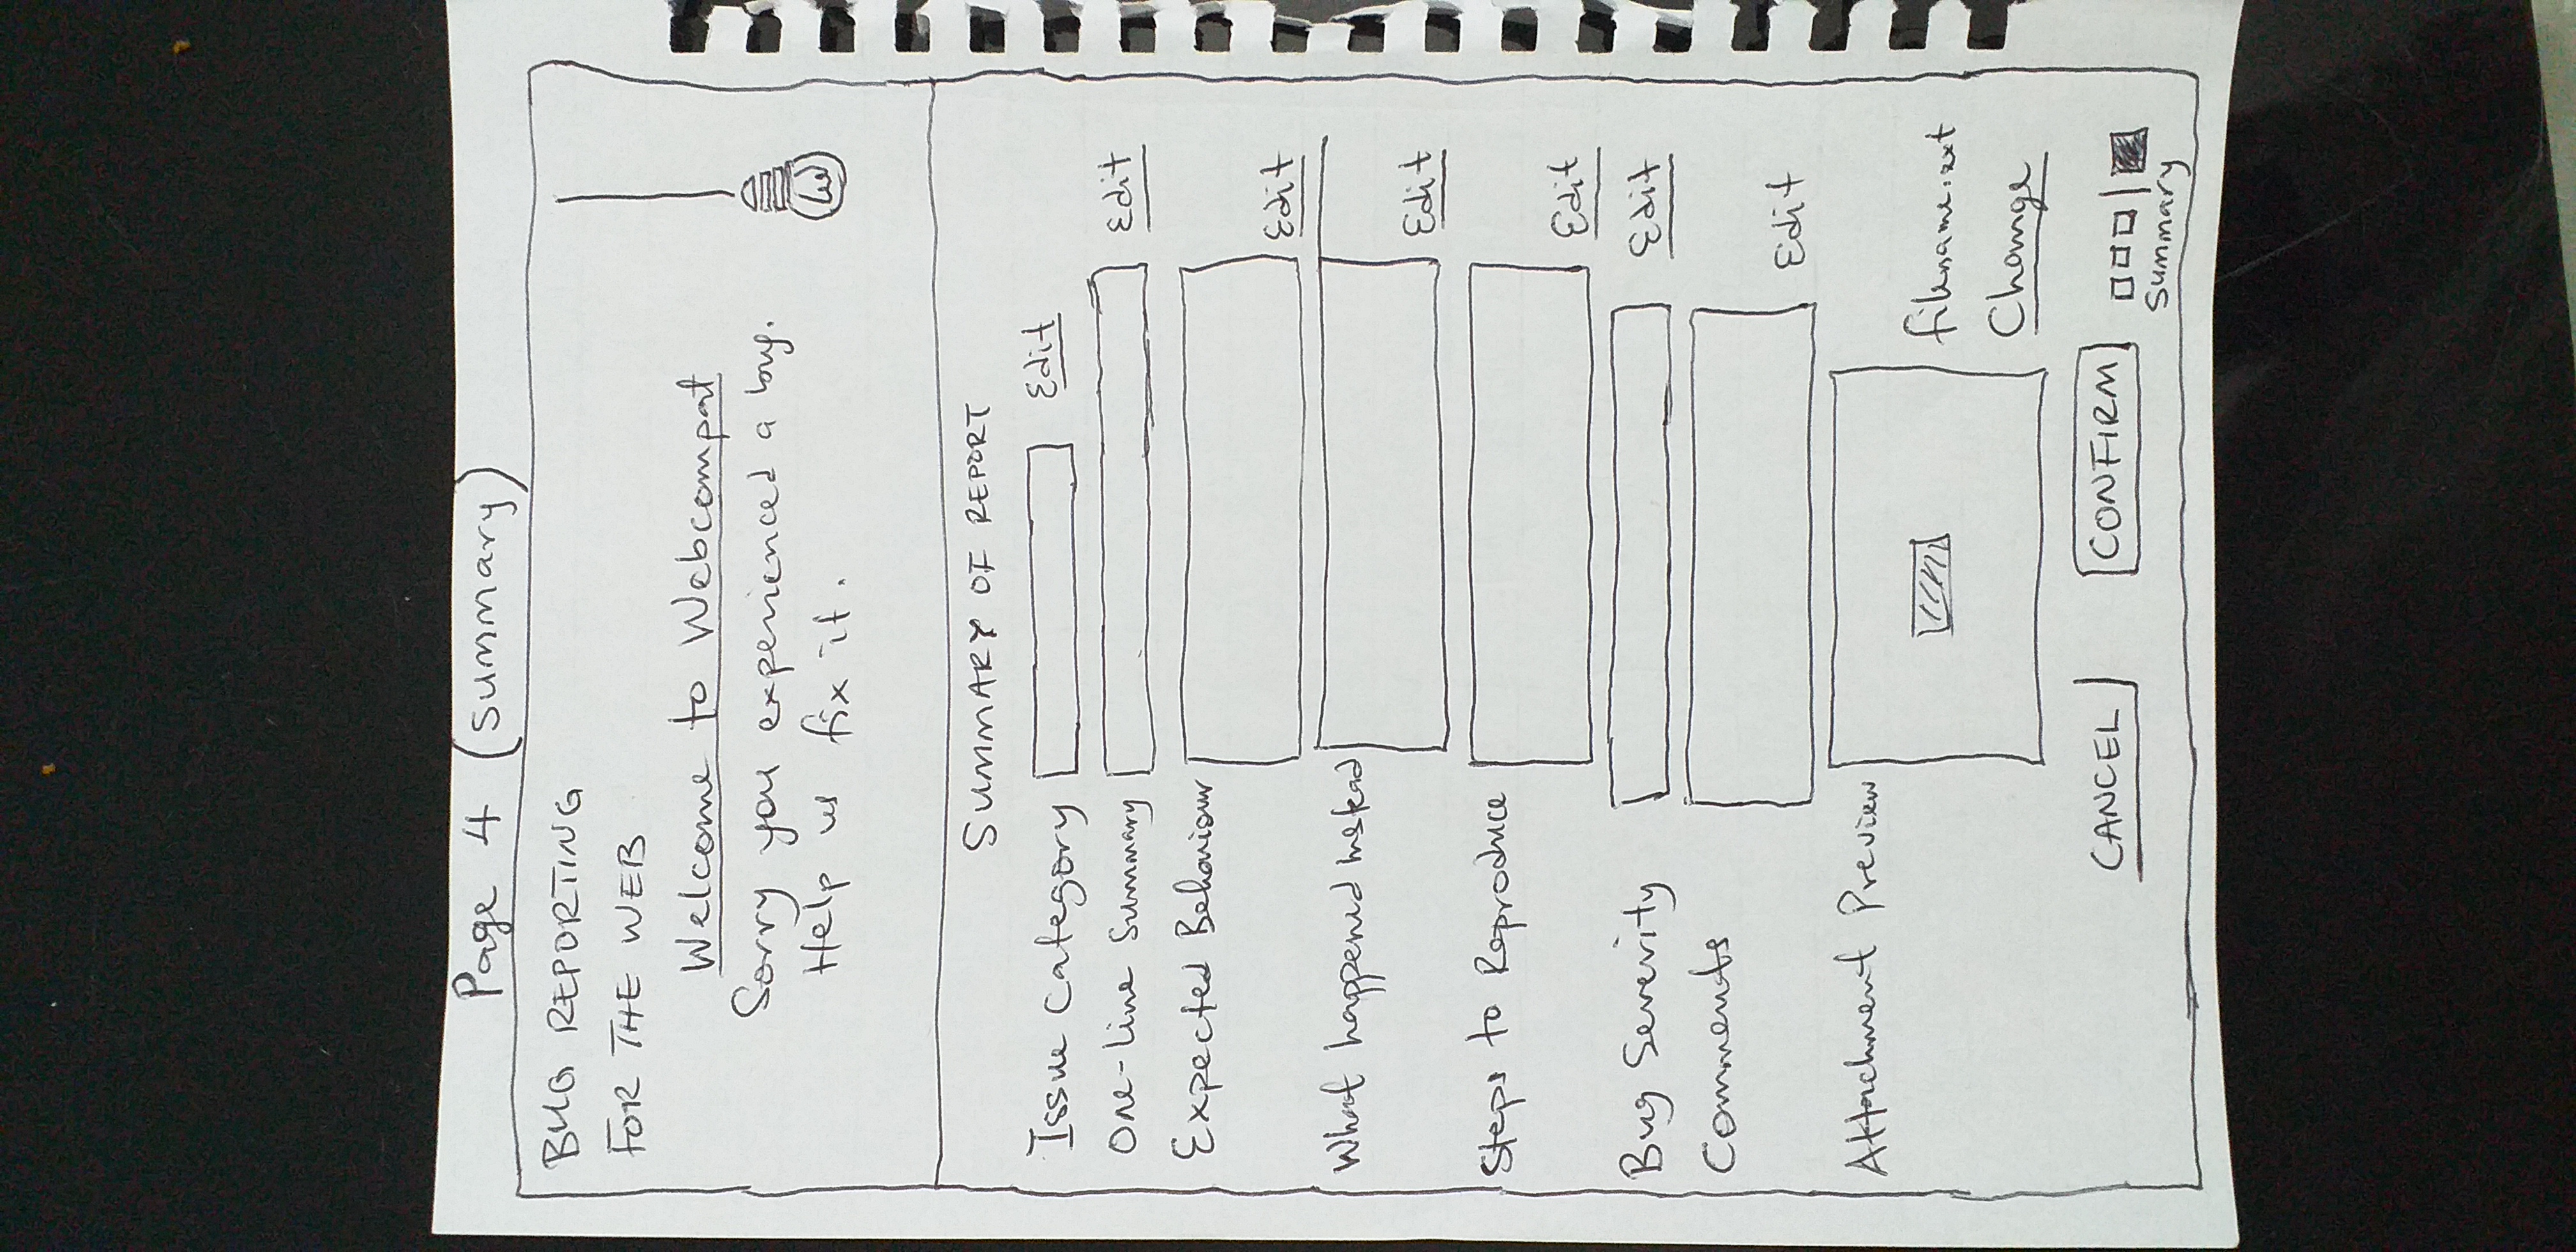 Page 4 (Summary)
BUG REPORTING
FOR THE WEB
Welcome to Webcompat
Sorry you experienced a bug.
Help us fix it.
SUMMARY OF REPORT
Issue Category Edit
One-line Summary Edit
Expected Behaviour Edit
What happened instead Edit
Steps to Reproduce Edit
Bug Severity Edit
Comments Edit
Attachment Preview
filename.ext
Change
CANCEL CONFIRM
Summary